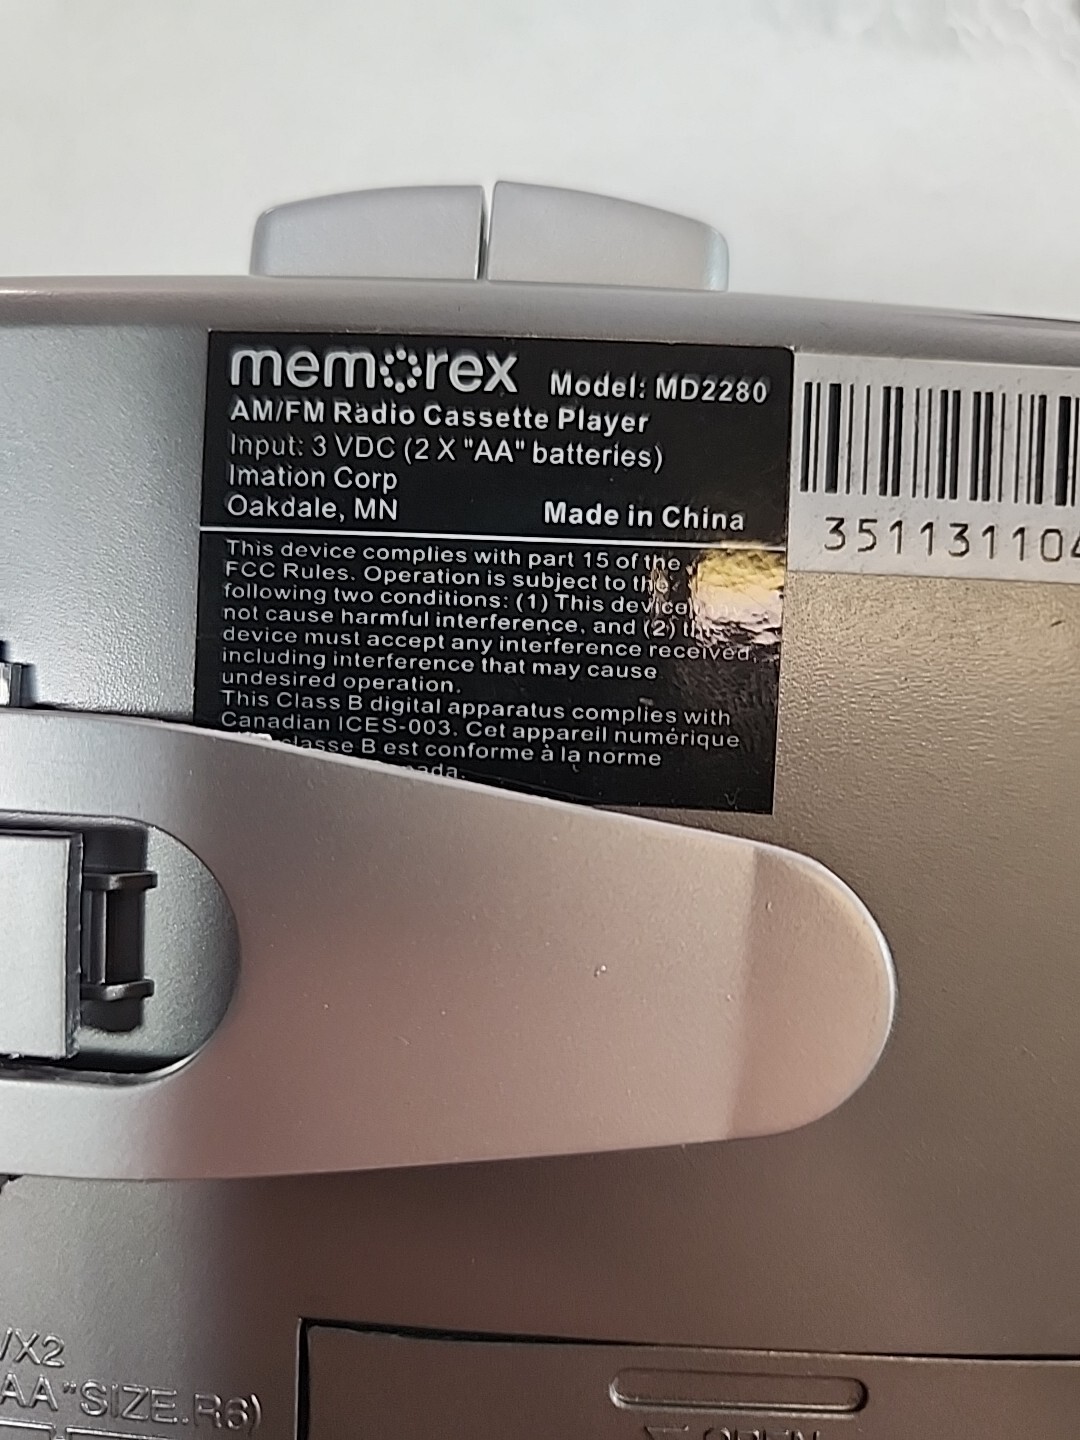 memorex Model: MD2280
AM/FM Radio Cassette Player
Input: 3 VDC (2 X "AA" batteries)
Imation Corp
Oakdale, MN Made in China
351131104
This device complies with part 15 of the
FCC Rules. Operation is subject to the
following two conditions: (1) This device may
not cause harmful interference, and (2)
device must accept any interference received,
including interference that may cause
undesired operation.
This Class B digital apparatus complies with
Canadian ICES-003. Cet appareil numérique
classe B est conforme à la norme
/X2
AA"SIZE.R6)
OPEN